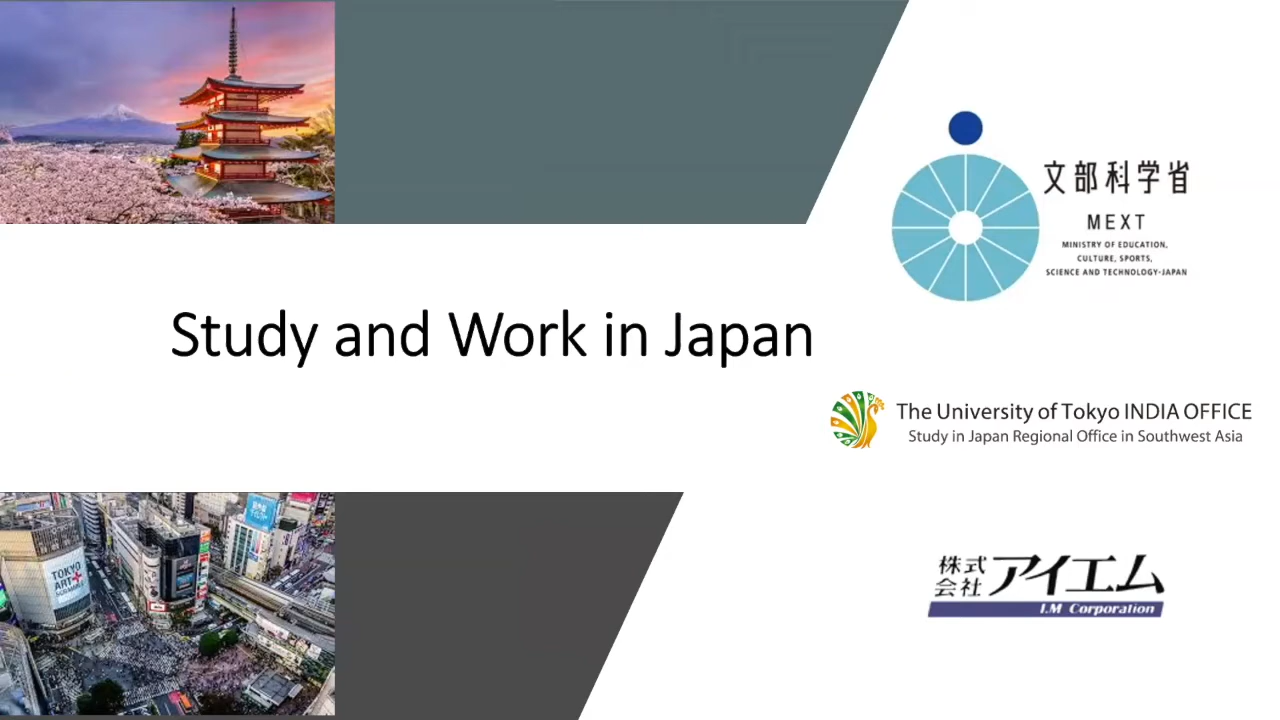 Study and Work in Japan
文部科学省
MEXT
MINISTRY OF EDUCATION,
CULTURE, SPORTS,
SCIENCE AND TECHNOLOGY-JAPAN
The University of Tokyo INDIA OFFICE
Study in Japan Regional Office in Southwest Asia
株式
会社
アイエム
I.M Corporation
TOKYO
ART